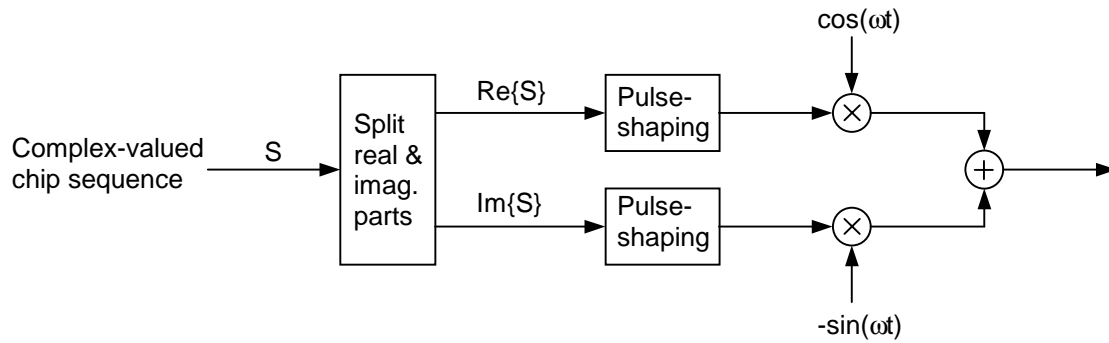 cos(ωt)
Complex-valued
chip sequence
S
Split
real &
imag.
parts
Re{S}
Pulse-
shaping
Im{S}
Pulse-
shaping
-sin(ωt)